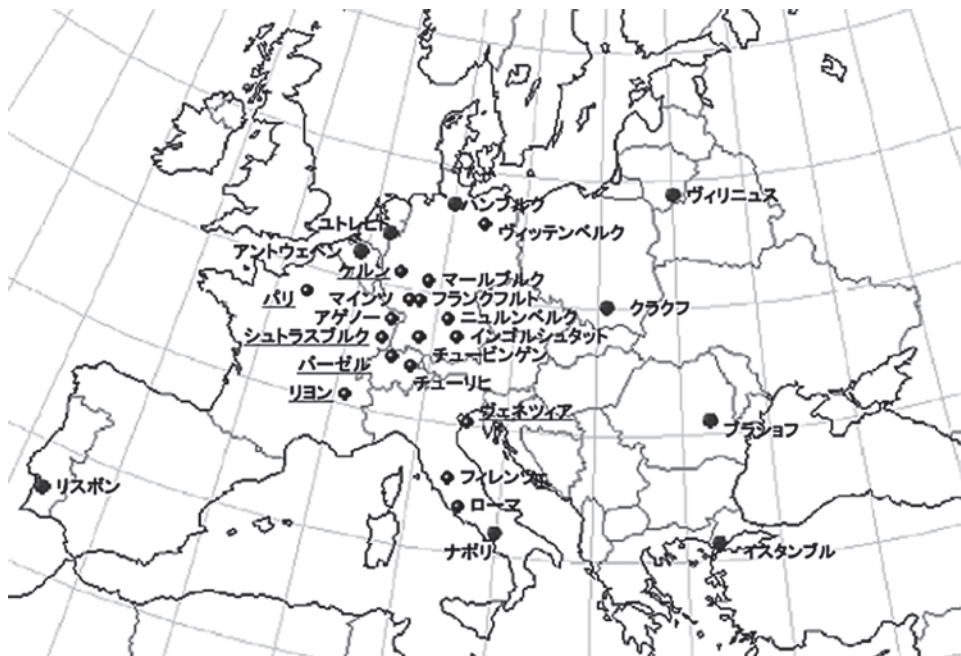 ヴィリニュス
ハンブルク
ユトレヒト
ヴィッテンベルク
アントウェペン
ケルン
マールブルク
パリ
マインツ
フランクフルト
クラクフ
アゲノー
ニュルンベルク
シュトラスブルク
インゴルシュタット
バーゼル
チュービンゲン
チューリヒ
リヨン
ヴェネツィア
ブラショフ
フィレンツェ
リスボン
ローマ
ナポリ
イスタンブル